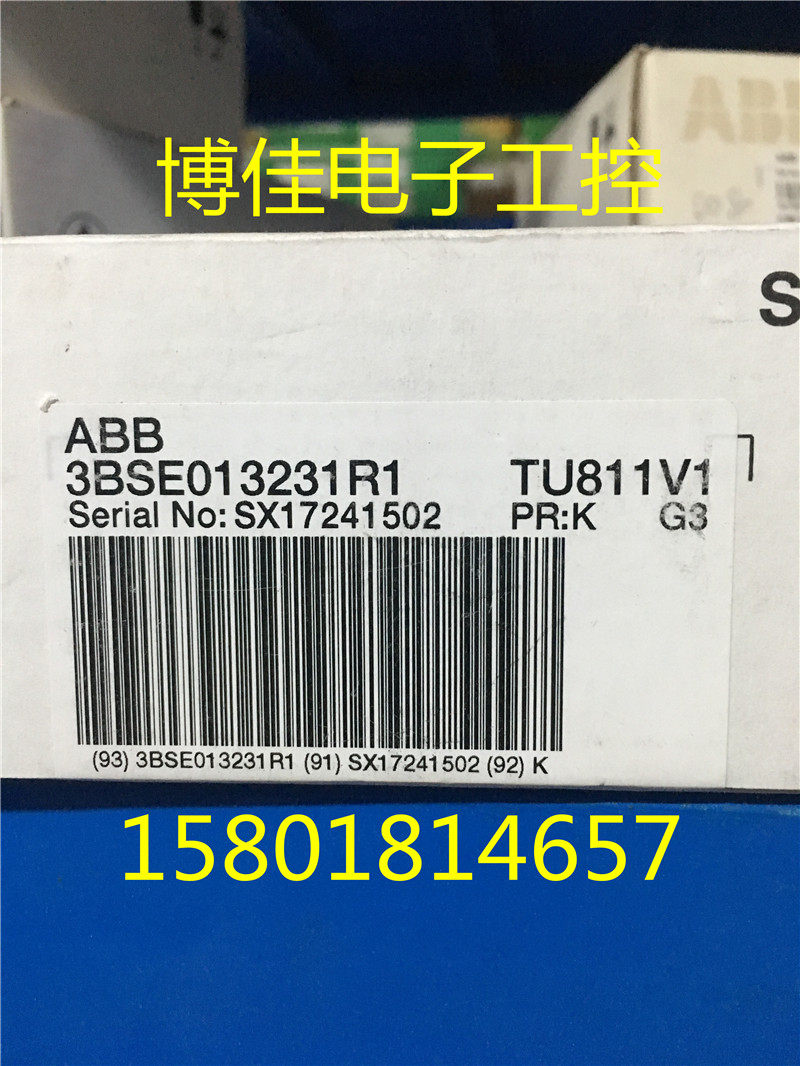 ABB
博佳电子工控
S
ABB
3BSE013231R1 TU811V1
Serial No: SX17241502 PR:K G3
(93) 3BSE013231R1 (91) SX17241502 (92) K
15801814657